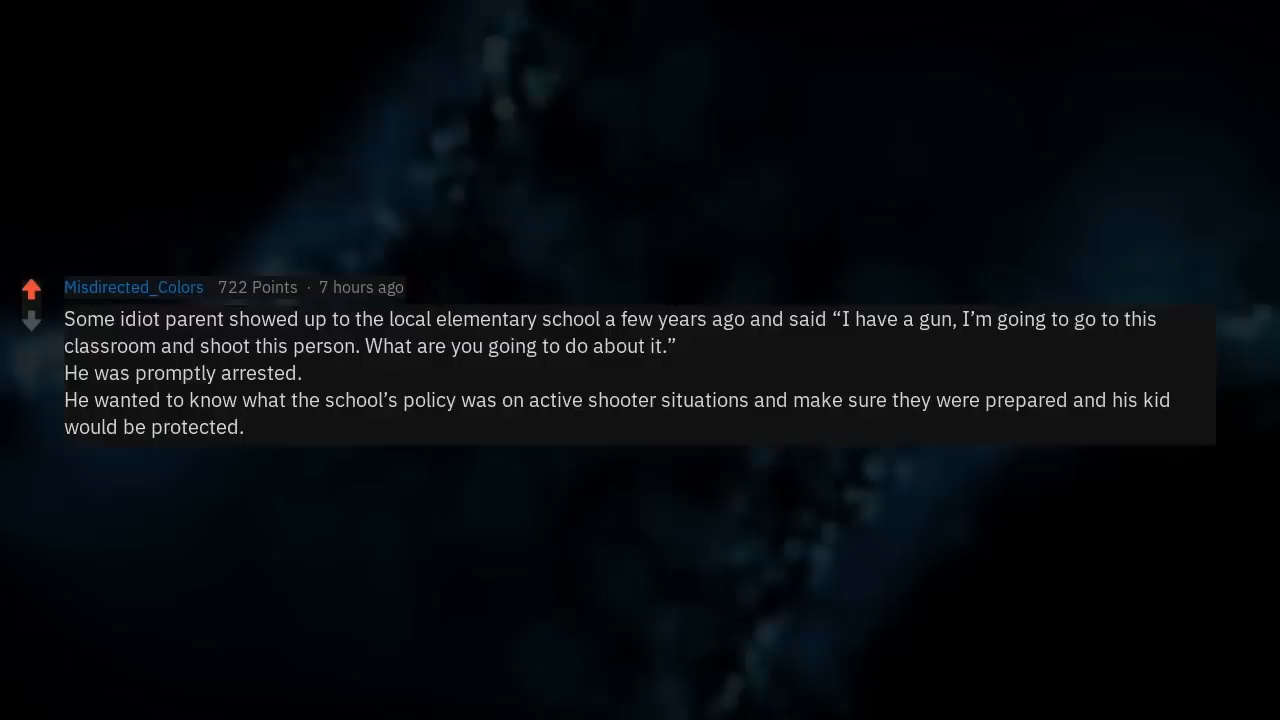 Misdirected_Colors 722 Points · 7 hours ago
Some idiot parent showed up to the local elementary school a few years ago and said “I have a gun, I’m going to go to this
classroom and shoot this person. What are you going to do about it.”
He was promptly arrested.
He wanted to know what the school’s policy was on active shooter situations and make sure they were prepared and his kid
would be protected.